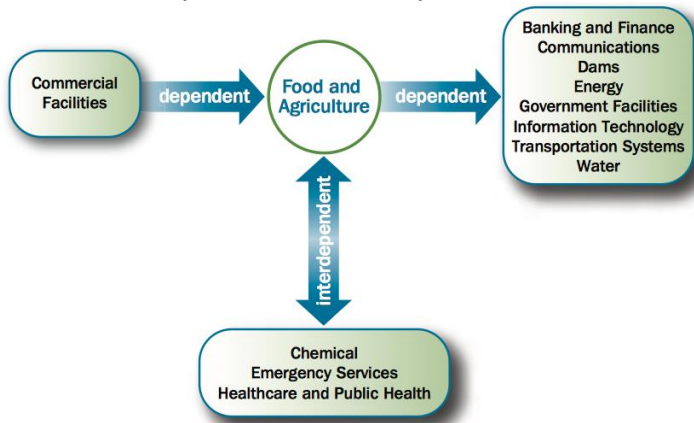 Commercial
Facilities
dependent
Food and
Agriculture
dependent
Banking and Finance
Communications
Dams
Energy
Government Facilities
Information Technology
Transportation Systems
Water
interdependent
Chemical
Emergency Services
Healthcare and Public Health